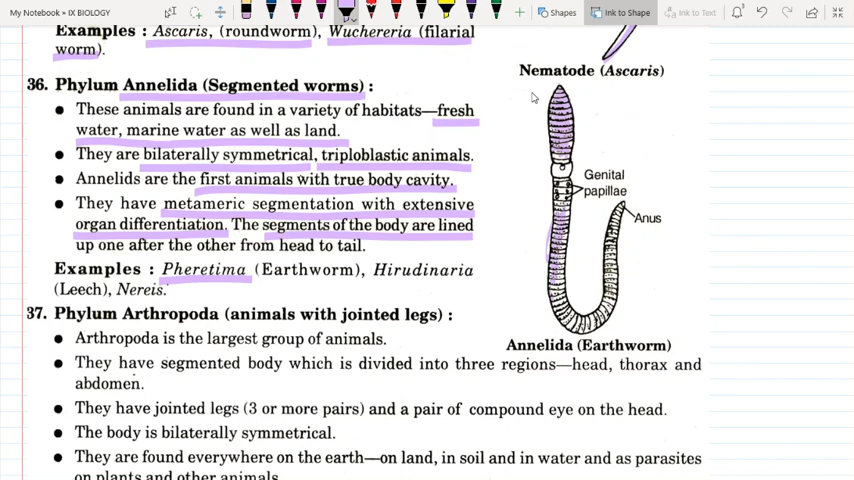 My Notebook » IX BIOLOGY
Shapes
Ink to Shape
Ink to Text
Examples : Ascaris, (roundworm), Wuchereria (filarial
worm).
Nematode (Ascaris)
36. Phylum Annelida (Segmented worms) :
● These animals are found in a variety of habitats—fresh
water, marine water as well as land.
● They are bilaterally symmetrical, triploblastic animals.
● Annelids are the first animals with true body cavity.
● They have metameric segmentation with extensive
organ differentiation. The segments of the body are lined
up one after the other from head to tail.
Examples : Pheretima (Earthworm), Hirudinaria
(Leech), Nereis.
Genital
papillae
Anus
Annelida (Earthworm)
37. Phylum Arthropoda (animals with jointed legs) :
● Arthropoda is the largest group of animals.
● They have segmented body which is divided into three regions—head, thorax and
abdomen.
● They have jointed legs (3 or more pairs) and a pair of compound eye on the head.
● The body is bilaterally symmetrical.
● They are found everywhere on the earth—on land, in soil and in water and as parasites
on plants and other animals.